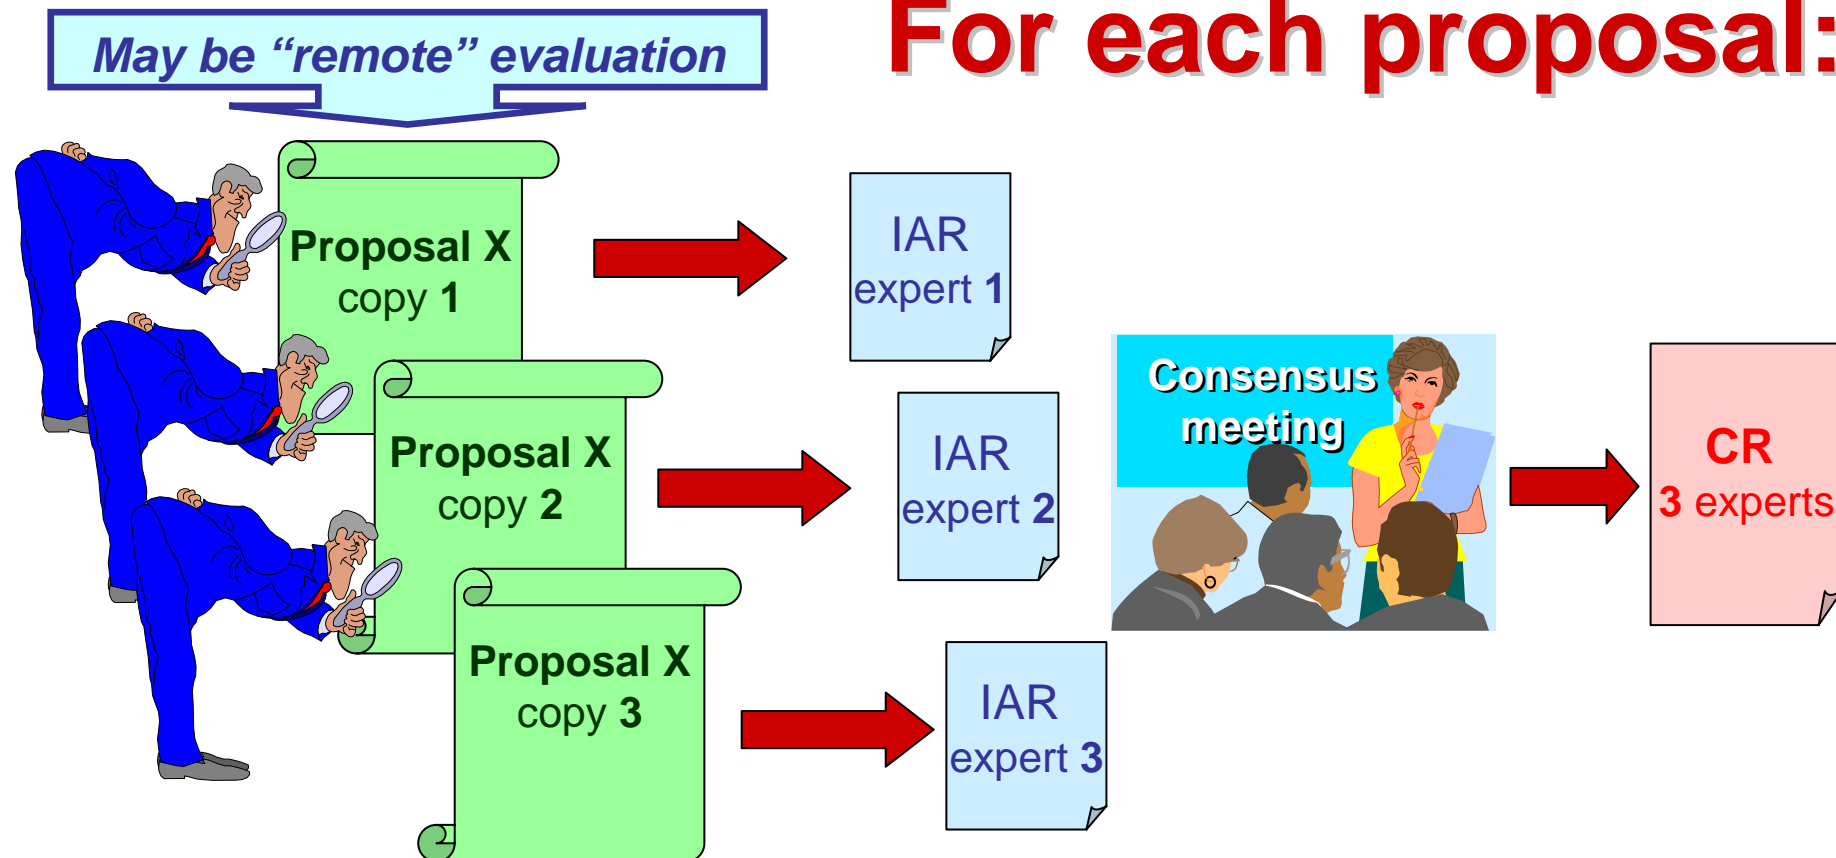 For each proposal:
May be “remote” evaluation
Proposal X
copy 1
IAR
expert 1
Proposal X
copy 2
IAR
expert 2
Proposal X
copy 3
IAR
expert 3
Consensus
meeting
CR
3 experts